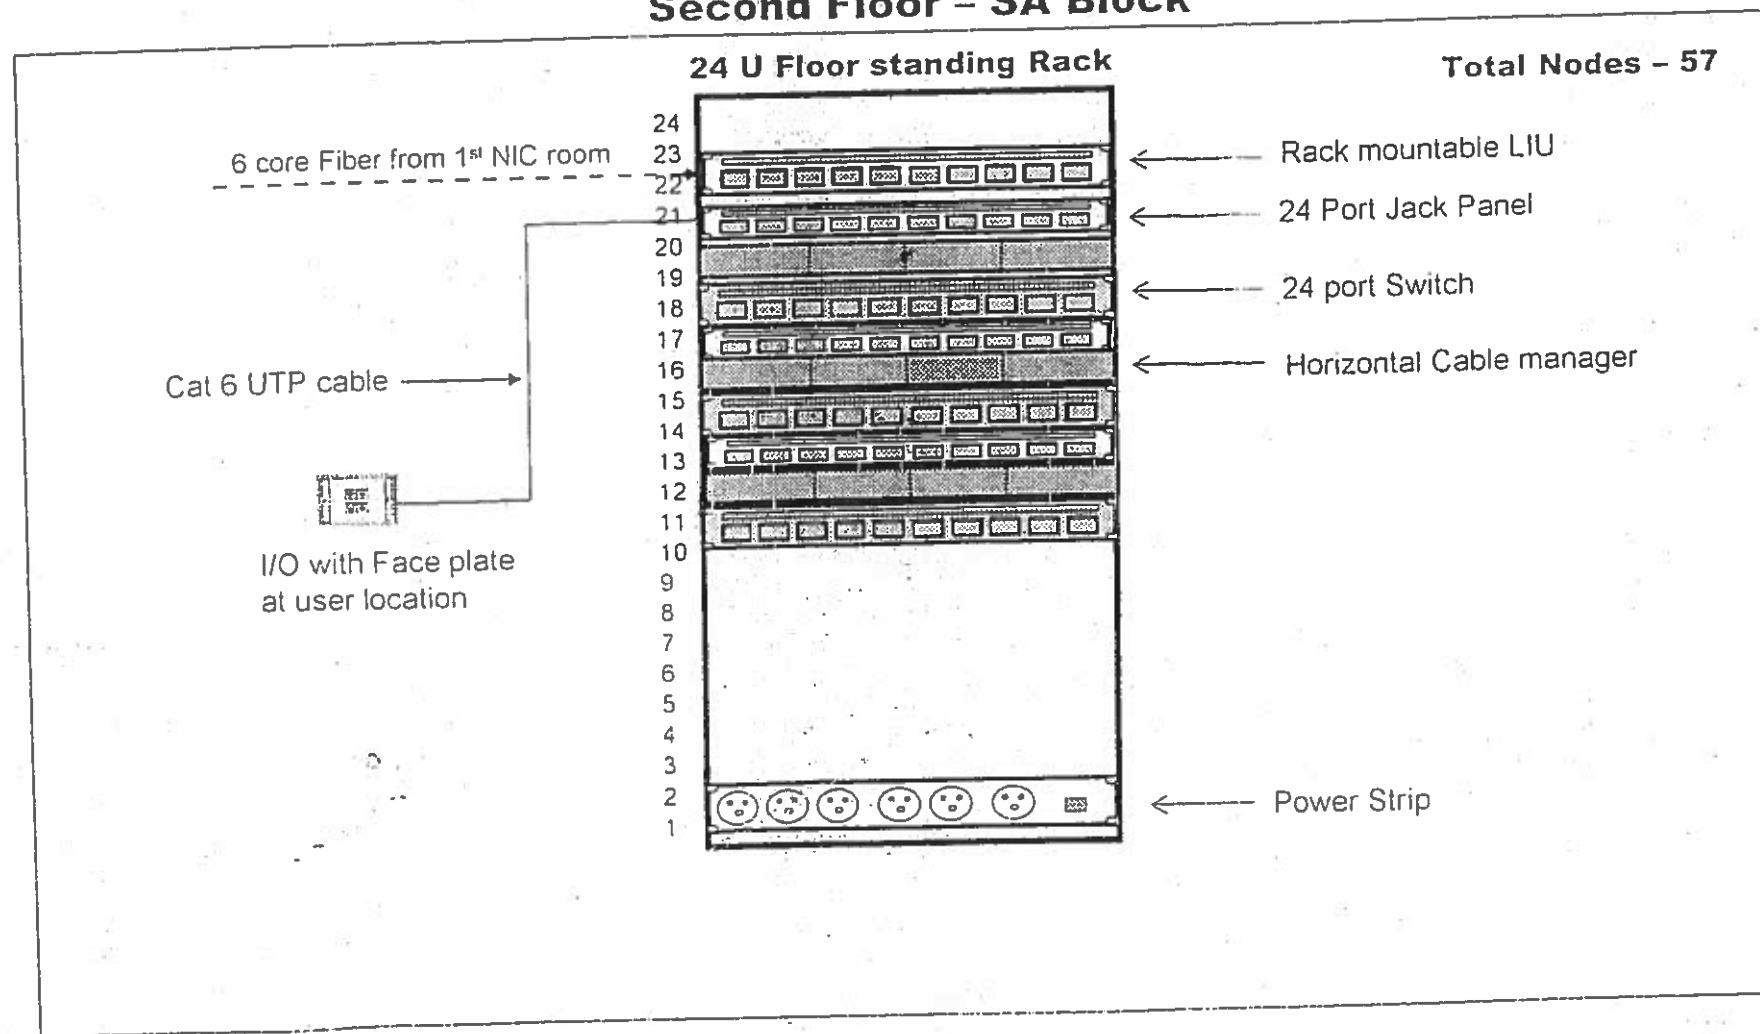 Second Floor – SA Block
24 U Floor standing Rack
Total Nodes – 57
24
23
22
21
20
19
18
17
16
15
14
13
12
11
10
9
8
7
6
5
4
3
2
1
6 core Fiber from 1st NIC room
Cat 6 UTP cable
I/O with Face plate
at user location
Rack mountable LIU
24 Port Jack Panel
24 port Switch
Horizontal Cable manager
Power Strip